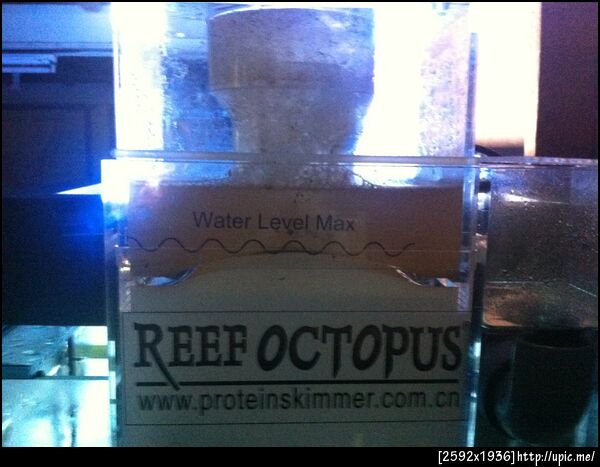 Water Level Max
REEF OCTOPUS
www.proteinskimmer.com.cn
[2592x1936]http://upic.me/